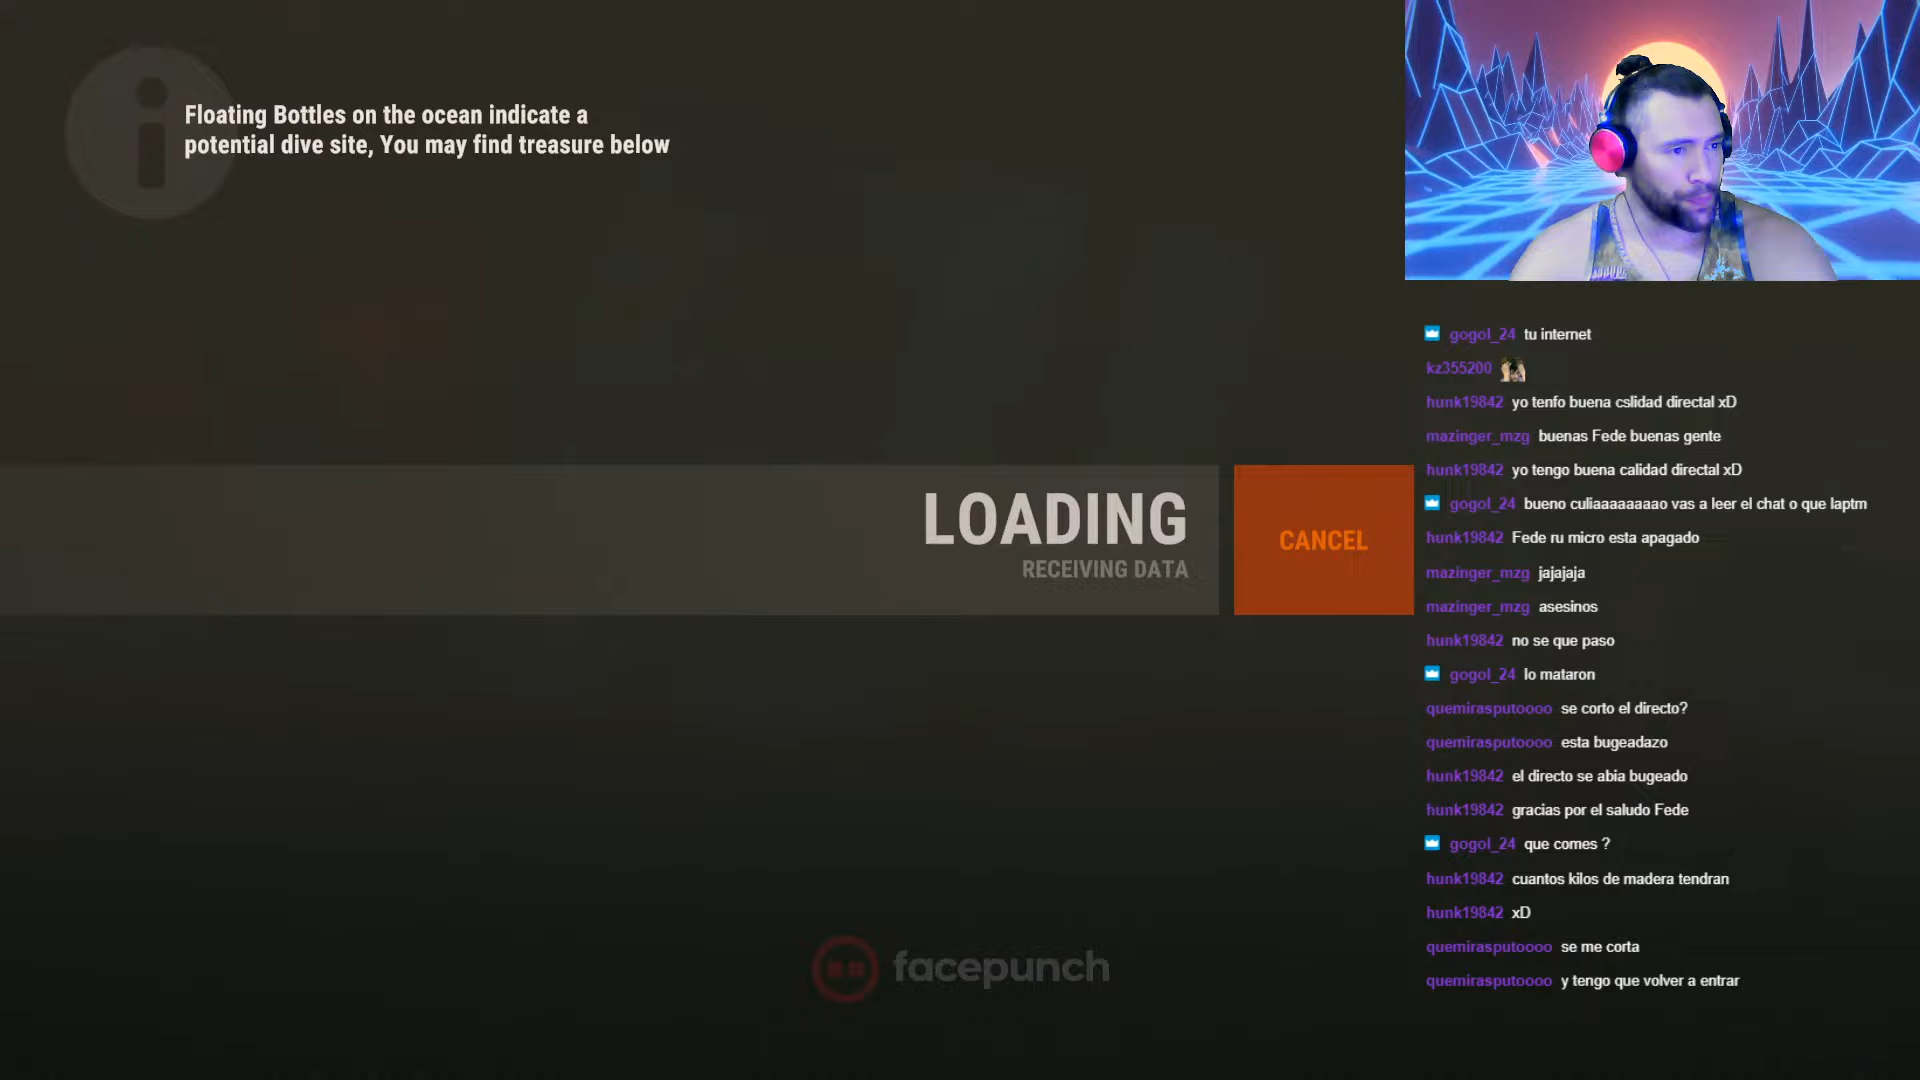 Floating Bottles on the ocean indicate a
potential dive site, You may find treasure below
LOADING
RECEIVING DATA
CANCEL
facepunch
gogol_24 tu internet
kz355200
hunk19842 yo tenfo buena cslidad directal xD
mazinger_mzg buenas Fede buenas gente
hunk19842 yo tengo buena calidad directal xD
gogol_24 bueno culiaaaaaaaao vas a leer el chat o que laptm
hunk19842 Fede ru micro esta apagado
mazinger_mzg jajajaja
mazinger_mzg asesinos
hunk19842 no se que paso
gogol_24 lo mataron
quemirasputoooo se corto el directo?
quemirasputoooo esta bugeadazo
hunk19842 el directo se abia bugeado
hunk19842 gracias por el saludo Fede
gogol_24 que comes ?
hunk19842 cuantos kilos de madera tendran
hunk19842 xD
quemirasputoooo se me corta
quemirasputoooo y tengo que volver a entrar